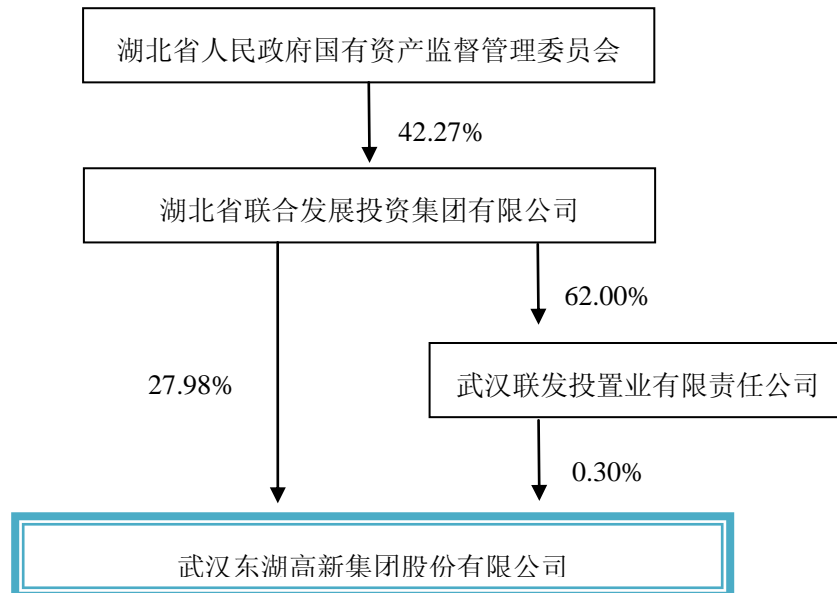 湖北省人民政府国有资产监督管理委员会
42.27%
湖北省联合发展投资集团有限公司
62.00%
27.98%
武汉联发投置业有限责任公司
0.30%
武汉东湖高新集团股份有限公司